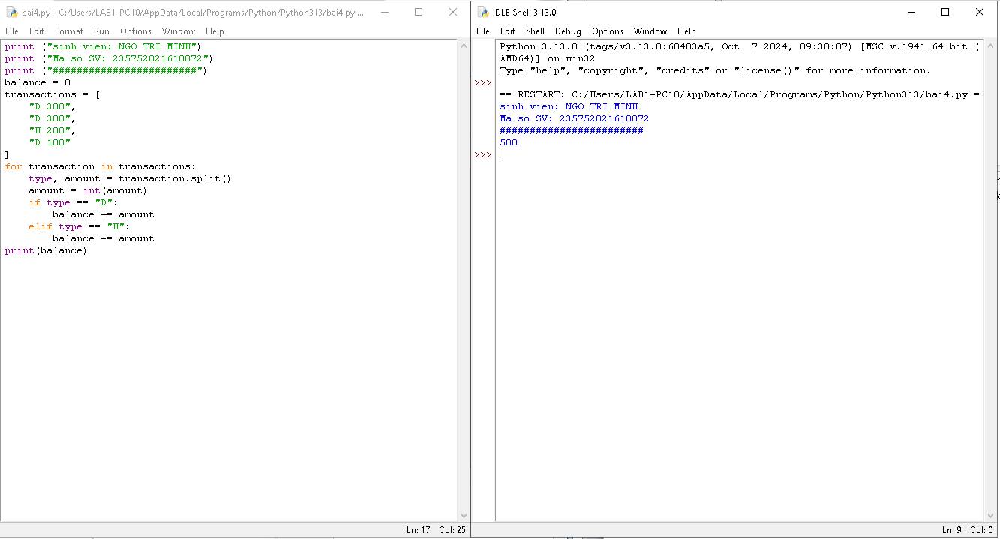 bai4.py - C:/Users/LAB1-PC10/AppData/Local/Programs/Python/Python313/bai4.py ...
File Edit Format Run Options Window Help
print ("sinh vien: NGO TRI MINH")
print ("Ma so SV: 235752021610072")
print ("########################")
balance = 0
transactions = [
    "D 300",
    "D 300",
    "W 200",
    "D 100"
]
for transaction in transactions:
    type, amount = transaction.split()
    amount = int(amount)
    if type == "D":
        balance += amount
    elif type == "W":
        balance -= amount
print(balance)
Ln: 17 Col: 25
IDLE Shell 3.13.0
File Edit Shell Debug Options Window Help
Python 3.13.0 (tags/v3.13.0:60403a5, Oct  7 2024, 09:38:07) [MSC v.1941 64 bit (
AMD64)] on win32
Type "help", "copyright", "credits" or "license()" for more information.
>>>
== RESTART: C:/Users/LAB1-PC10/AppData/Local/Programs/Python/Python313/bai4.py =
sinh vien: NGO TRI MINH
Ma so SV: 235752021610072
########################
500
>>>
Ln: 9 Col: 0